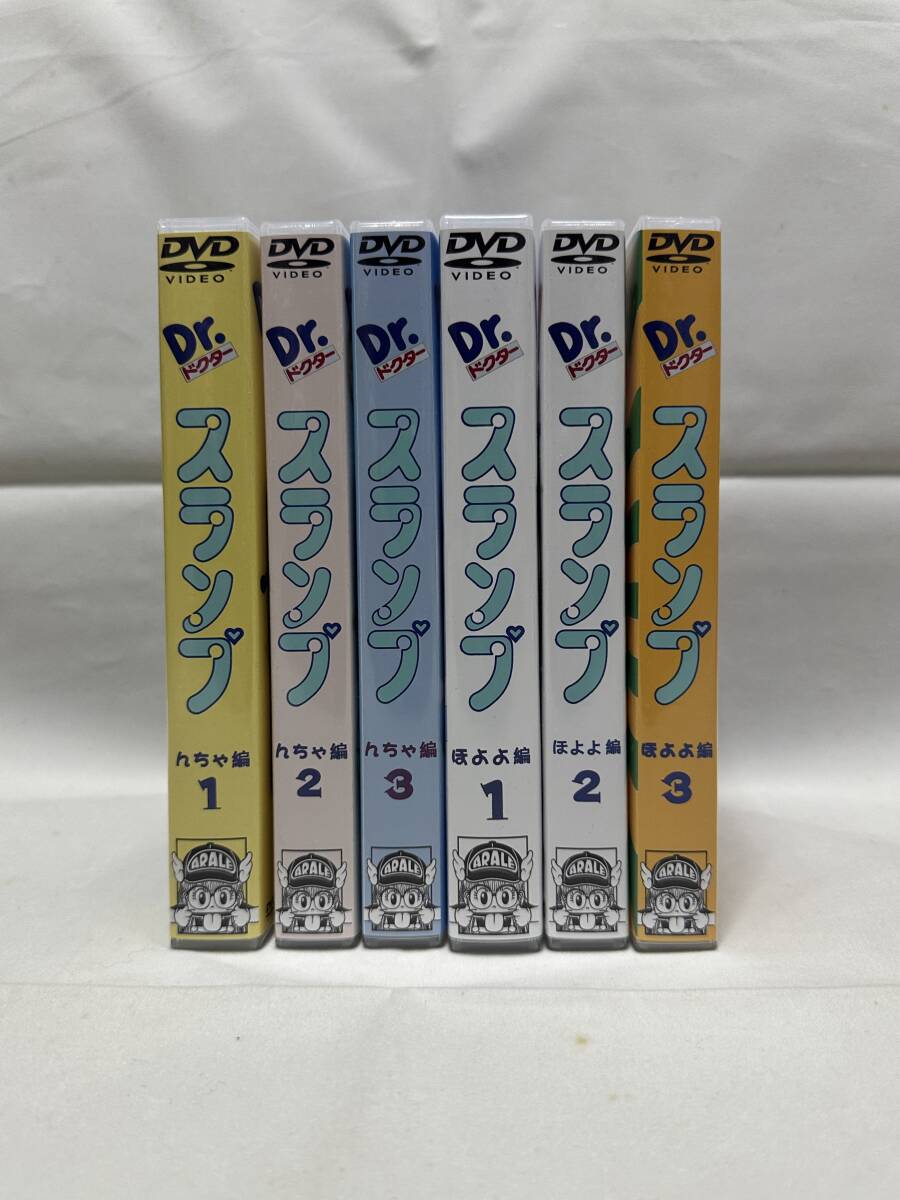 DVD
VIDEO
Dr.
ドクター
スランプ
んちゃ編
1
ARALE
DVD
VIDEO
Dr.
ドクター
スランプ
んちゃ編
2
ARALE
DVD
VIDEO
Dr.
ドクター
スランプ
んちゃ編
3
ARALE
DVD
VIDEO
Dr.
ドクター
スランプ
ほよよ編
1
ARALE
DVD
VIDEO
Dr.
ドクター
スランプ
ほよよ編
2
ARALE
DVD
VIDEO
Dr.
ドクター
スランプ
ほよよ編
3
ARALE